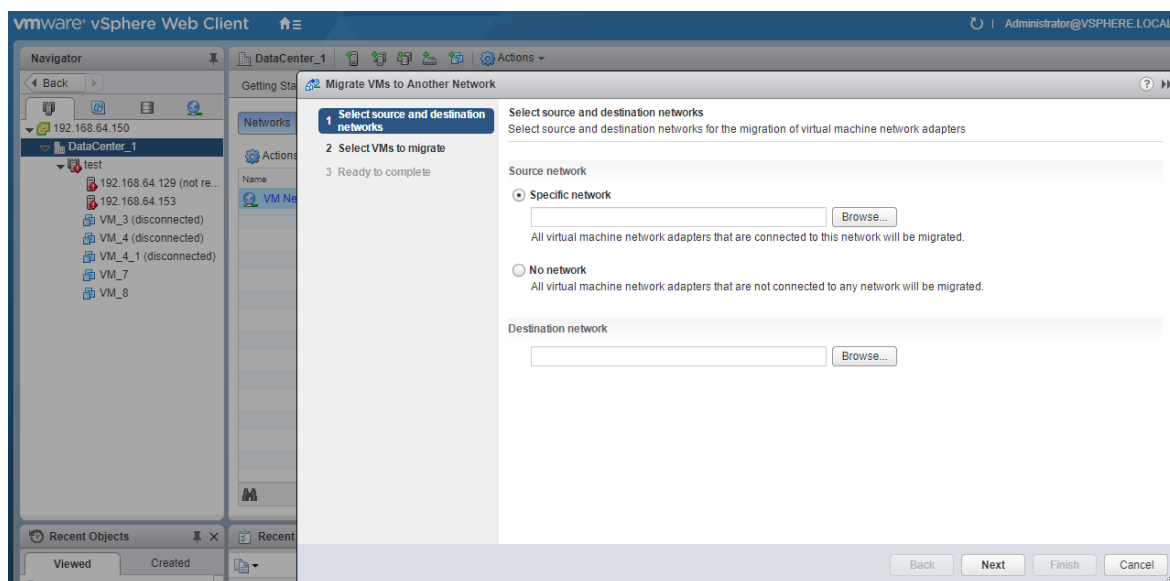 vmware® vSphere Web Client
Administrator@VSPHERE.LOCAL
Navigator
Back
192.168.64.150
DataCenter_1
test
192.168.64.129 (not re...
192.168.64.153
VM_3 (disconnected)
VM_4 (disconnected)
VM_4_1 (disconnected)
VM_7
VM_8
Recent Objects
Viewed Created
DataCenter_1 Actions
Getting Sta
Networks
Actions
Name
VM Ne
Recent
Migrate VMs to Another Network
1 Select source and destination
networks
2 Select VMs to migrate
3 Ready to complete
Select source and destination networks
Select source and destination networks for the migration of virtual machine network adapters
Source network
Specific network
Browse...
All virtual machine network adapters that are connected to this network will be migrated.
No network
All virtual machine network adapters that are not connected to any network will be migrated.
Destination network
Browse...
Back Next Finish Cancel